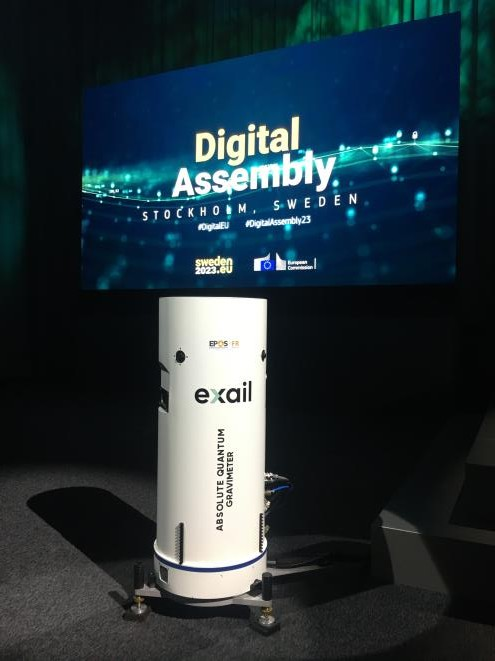 Digital
Assembly
STOCKHOLM, SWEDEN
#DigitalEU #DigitalAssembly23
sweden
2023.eu
European
Commission
EPOS-FR
exail
ABSOLUTE QUANTUM
GRAVIMETER